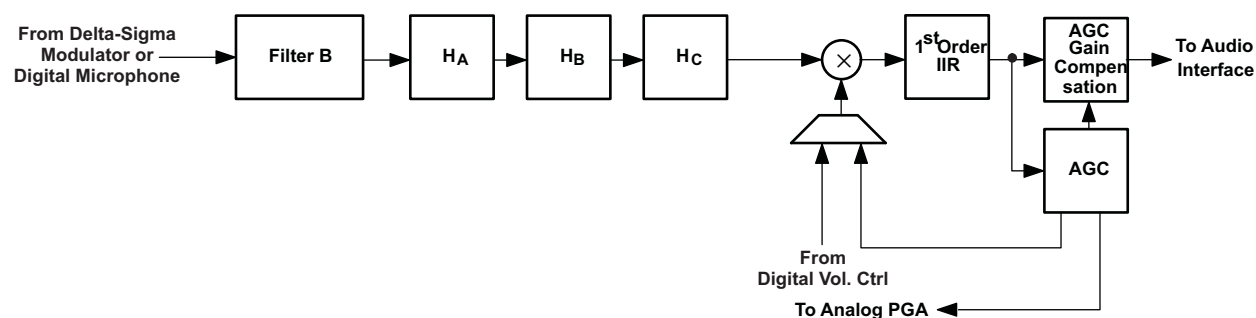 From Delta-Sigma
Modulator or
Digital Microphone
Filter B
HA
HB
HC
×
1st Order
IIR
AGC
Gain
Compen
sation
To Audio
Interface
AGC
From
Digital Vol. Ctrl
To Analog PGA